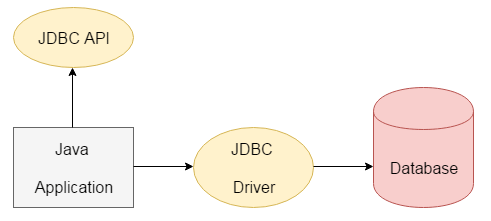 JDBC API
Java
Application
JDBC
Driver
Database